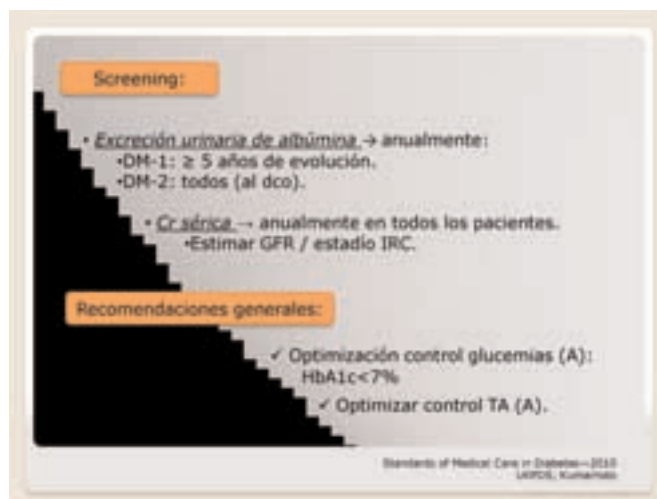 Screening:
• Excreción urinaria de albúmina → anualmente:
•DM-1: ≥ 5 años de evolución.
•DM-2: todos (al dco).
• Cr sérica → anualmente en todos los pacientes.
•Estimar GFR / estadío IRC.
Recomendaciones generales:
✓ Optimización control glucemias (A):
HbA1c<7%
✓ Optimizar control TA (A).
Standards of Medical Care in Diabetes—2010
UKPDS, Kumamoto